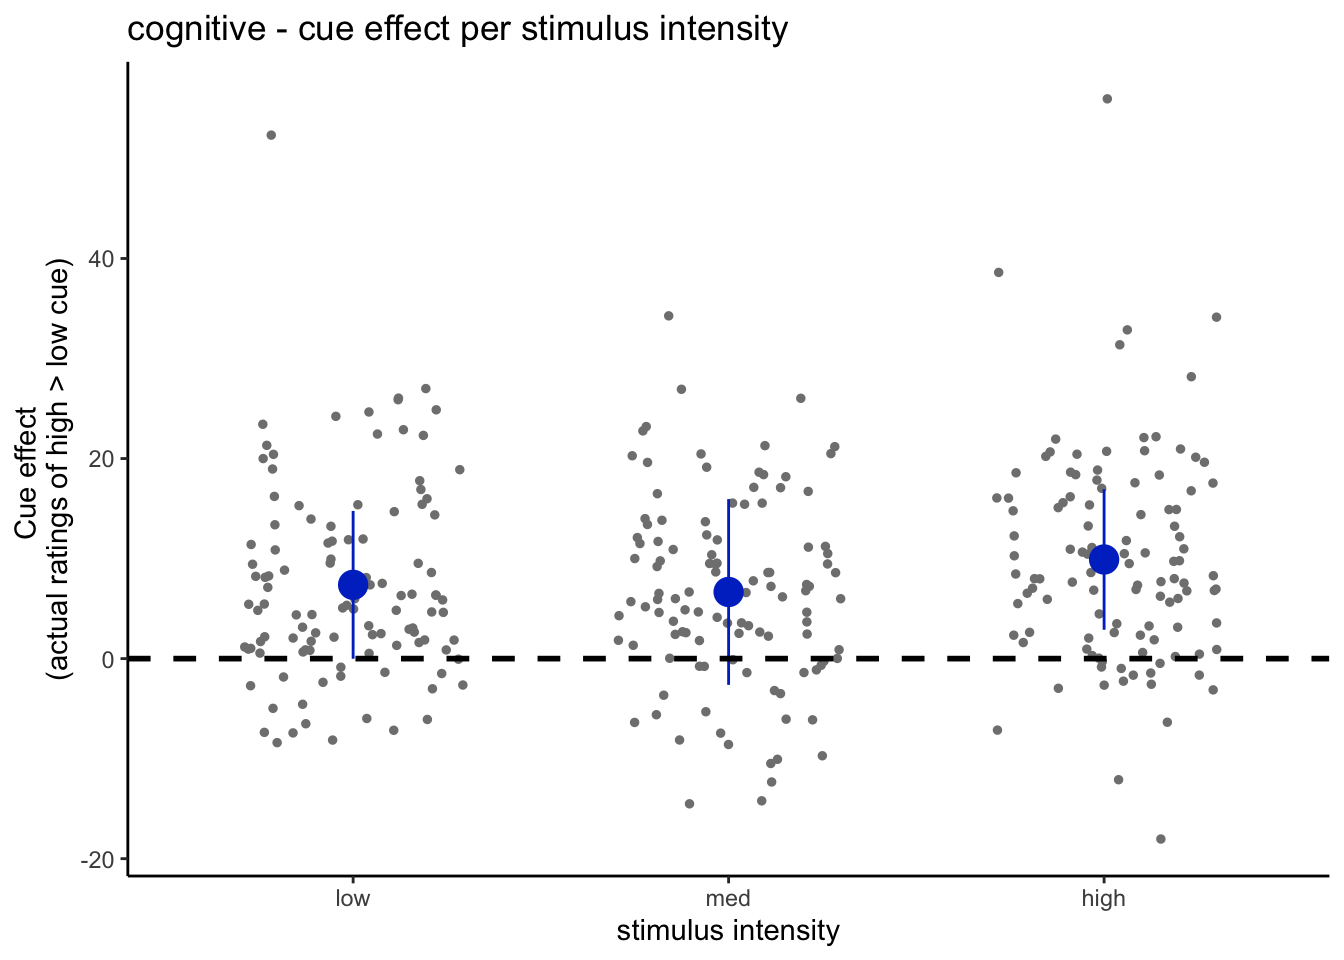 cognitive - cue effect per stimulus intensity
Cue effect
(actual ratings of high > low cue)
40
20
0
-20
low
med
high
stimulus intensity